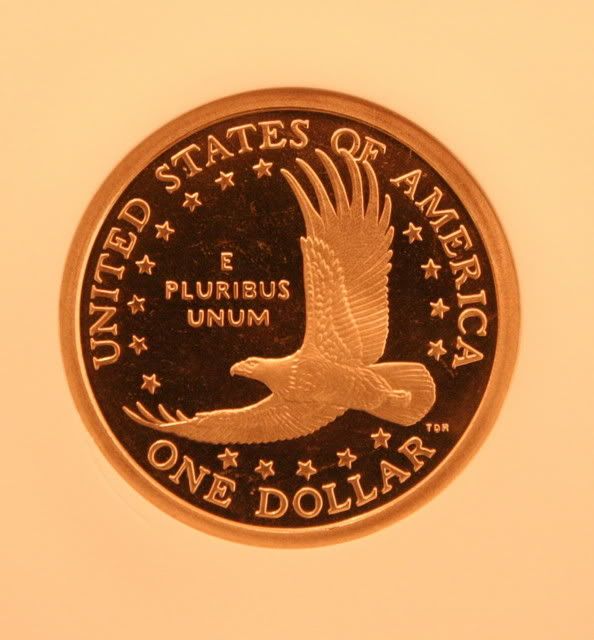 UNITED STATES OF AMERICA
E
PLURIBUS
UNUM
TDR
ONE DOLLAR